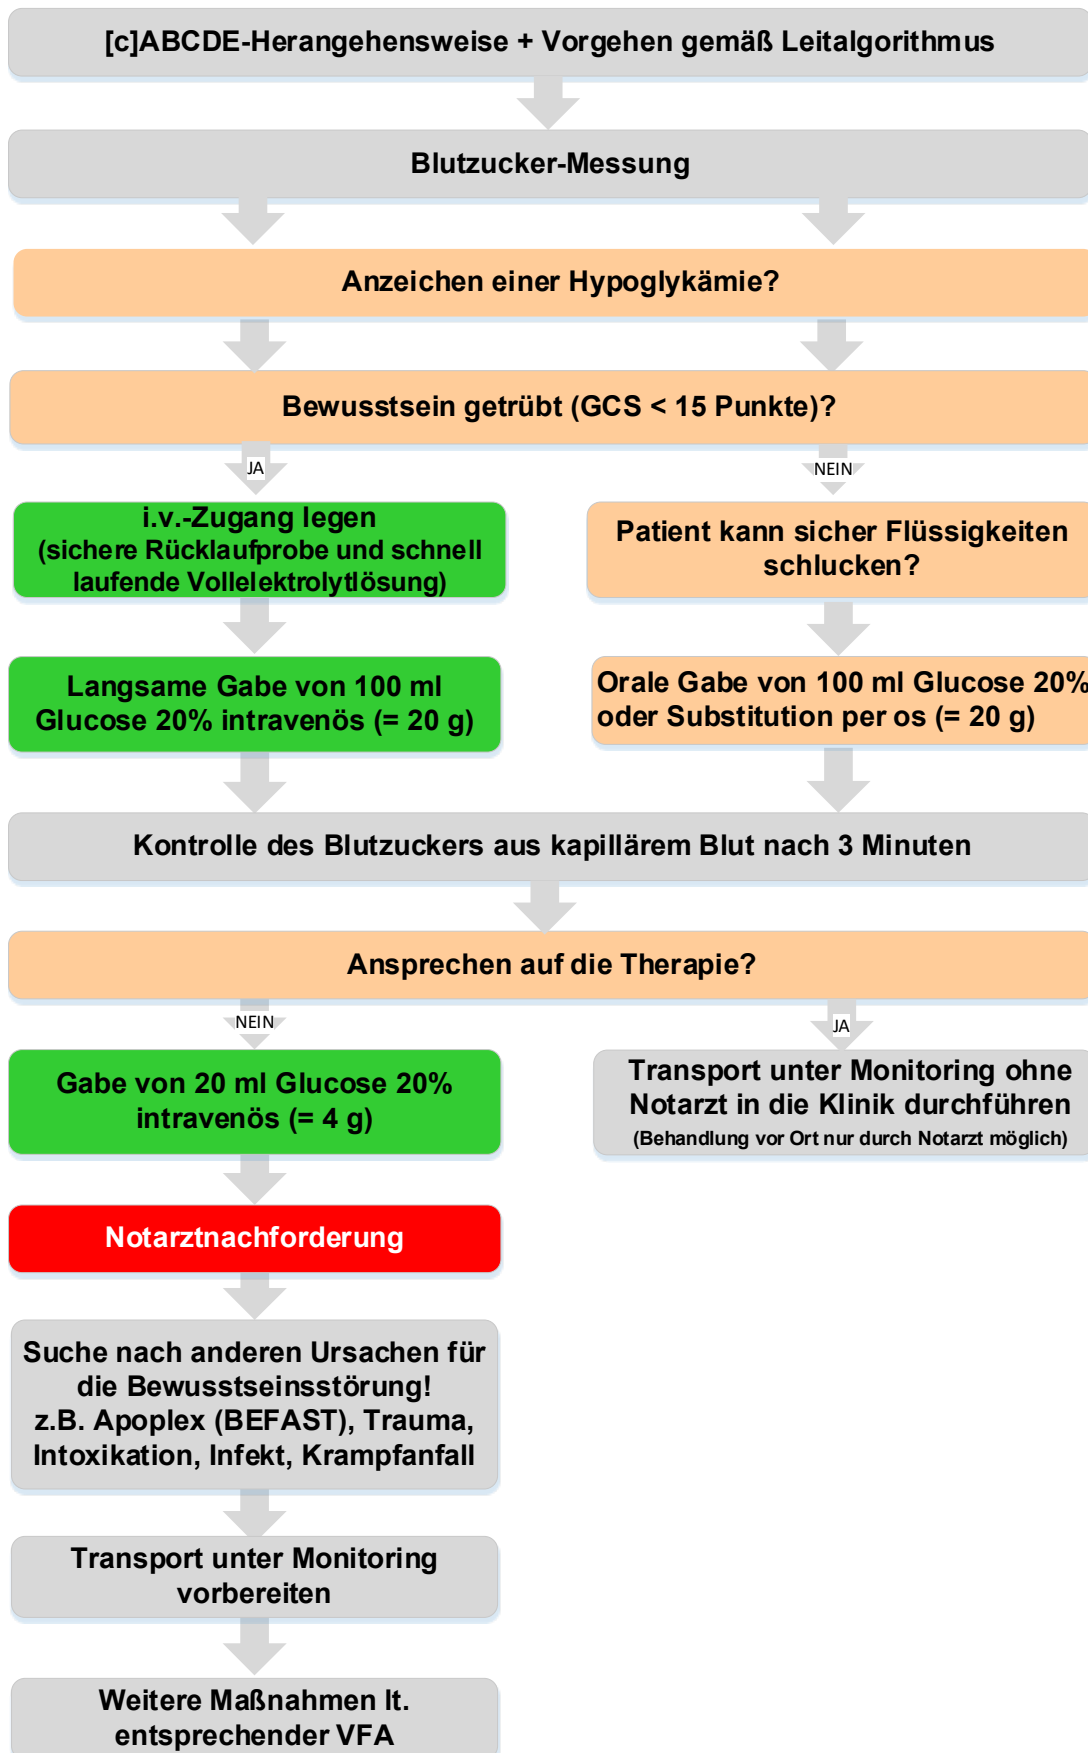 [c]ABCDE-Herangehensweise + Vorgehen gemäß Leitalgorithmus
Blutzucker-Messung
Anzeichen einer Hypoglykämie?
Bewusstsein getrübt (GCS < 15 Punkte)?
JA
NEIN
i.v.-Zugang legen
(sichere Rücklaufprobe und schnell
laufende Vollelektrolytlösung)
Patient kann sicher Flüssigkeiten
schlucken?
Langsame Gabe von 100 ml
Glucose 20% intravenös (= 20 g)
Orale Gabe von 100 ml Glucose 20%
oder Substitution per os (= 20 g)
Kontrolle des Blutzuckers aus kapillärem Blut nach 3 Minuten
Ansprechen auf die Therapie?
NEIN
JA
Gabe von 20 ml Glucose 20%
intravenös (= 4 g)
Transport unter Monitoring ohne
Notarzt in die Klinik durchführen
(Behandlung vor Ort nur durch Notarzt möglich)
Notarztnachforderung
Suche nach anderen Ursachen für
die Bewusstseinsstörung!
z.B. Apoplex (BEFAST), Trauma,
Intoxikation, Infekt, Krampfanfall
Transport unter Monitoring
vorbereiten
Weitere Maßnahmen lt.
entsprechender VFA